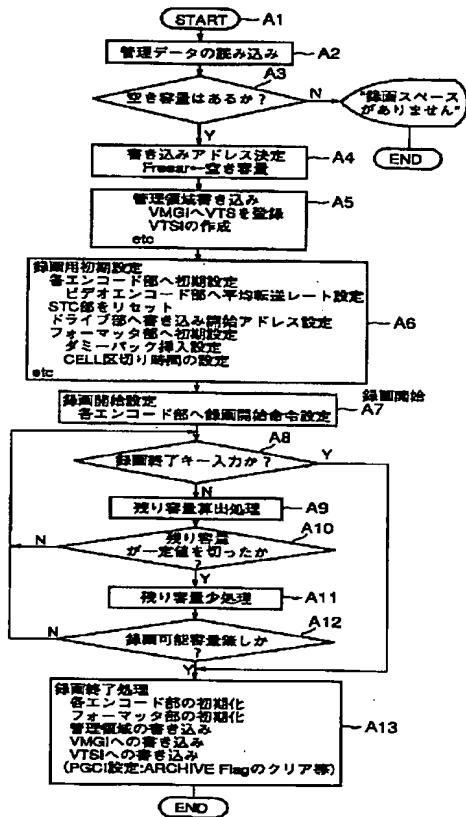 START
A1
管理データの読み込み
A2
A3
空き容量はあるか?
N
"録画スペース
がありません"
Y
END
書き込みアドレス決定
Freear←空き容量
A4
管理領域書き込み
VMGIへVTSを登録
VTSIの作成
etc
A5
録画用初期設定
各エンコード部へ初期設定
ビデオエンコード部へ平均転送レート設定
STC部をリセット
ドライブ部へ書き込み開始アドレス設定
フォーマッタ部へ初期設定
ダミーパック挿入設定
CELL区切り時間の設定
etc
A6
録画開始設定
各エンコード部へ録画開始命令設定
録画開始
A7
A8
録画終了キー入力か?
Y
N
残り容量算出処理
A9
A10
残り容量
が一定値を切ったか
?
N
Y
残り容量少処理
A11
A12
録画可能容量無しか
?
N
Y
録画終了処理
各エンコード部の初期化
フォーマッタ部の初期化
管理領域の書き込み
VMGIへの書き込み
VTSIへの書き込み
(PGCI設定:ARCHIVE Flagのクリア等)
A13
END